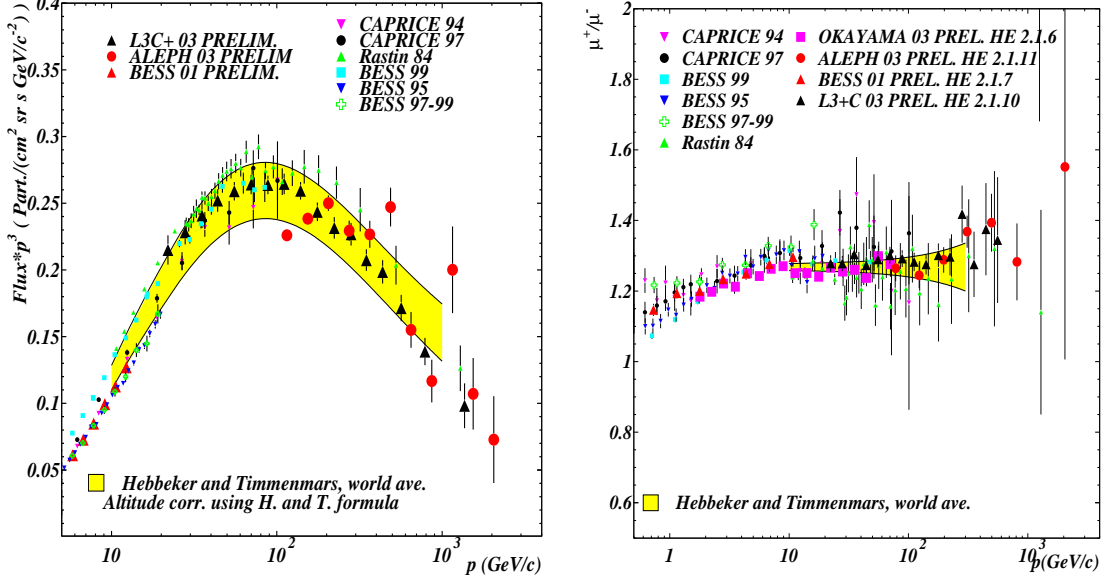 Flux*p³ ( Part./(cm² sr s GeV/c⁻²) )
0.4
0.35
0.3
0.25
0.2
0.15
0.1
0.05
L3C+ 03 PRELIM.
ALEPH 03 PRELIM
BESS 01 PRELIM.
CAPRICE 94
CAPRICE 97
Rastin 84
BESS 99
BESS 95
BESS 97-99
Hebbeker and Timmenmars, world ave.
Altitude corr. using H. and T. formula
10
10²
10³
p (GeV/c)
μ⁺/μ⁻
2
1.8
1.6
1.4
1.2
1
0.8
0.6
CAPRICE 94
CAPRICE 97
BESS 99
BESS 95
BESS 97-99
Rastin 84
OKAYAMA 03 PREL. HE 2.1.6
ALEPH 03 PREL. HE 2.1.11
BESS 01 PREL. HE 2.1.7
L3+C 03 PREL. HE 2.1.10
Hebbeker and Timmenmars, world ave.
1
10
10²
10³
p(GeV/c)